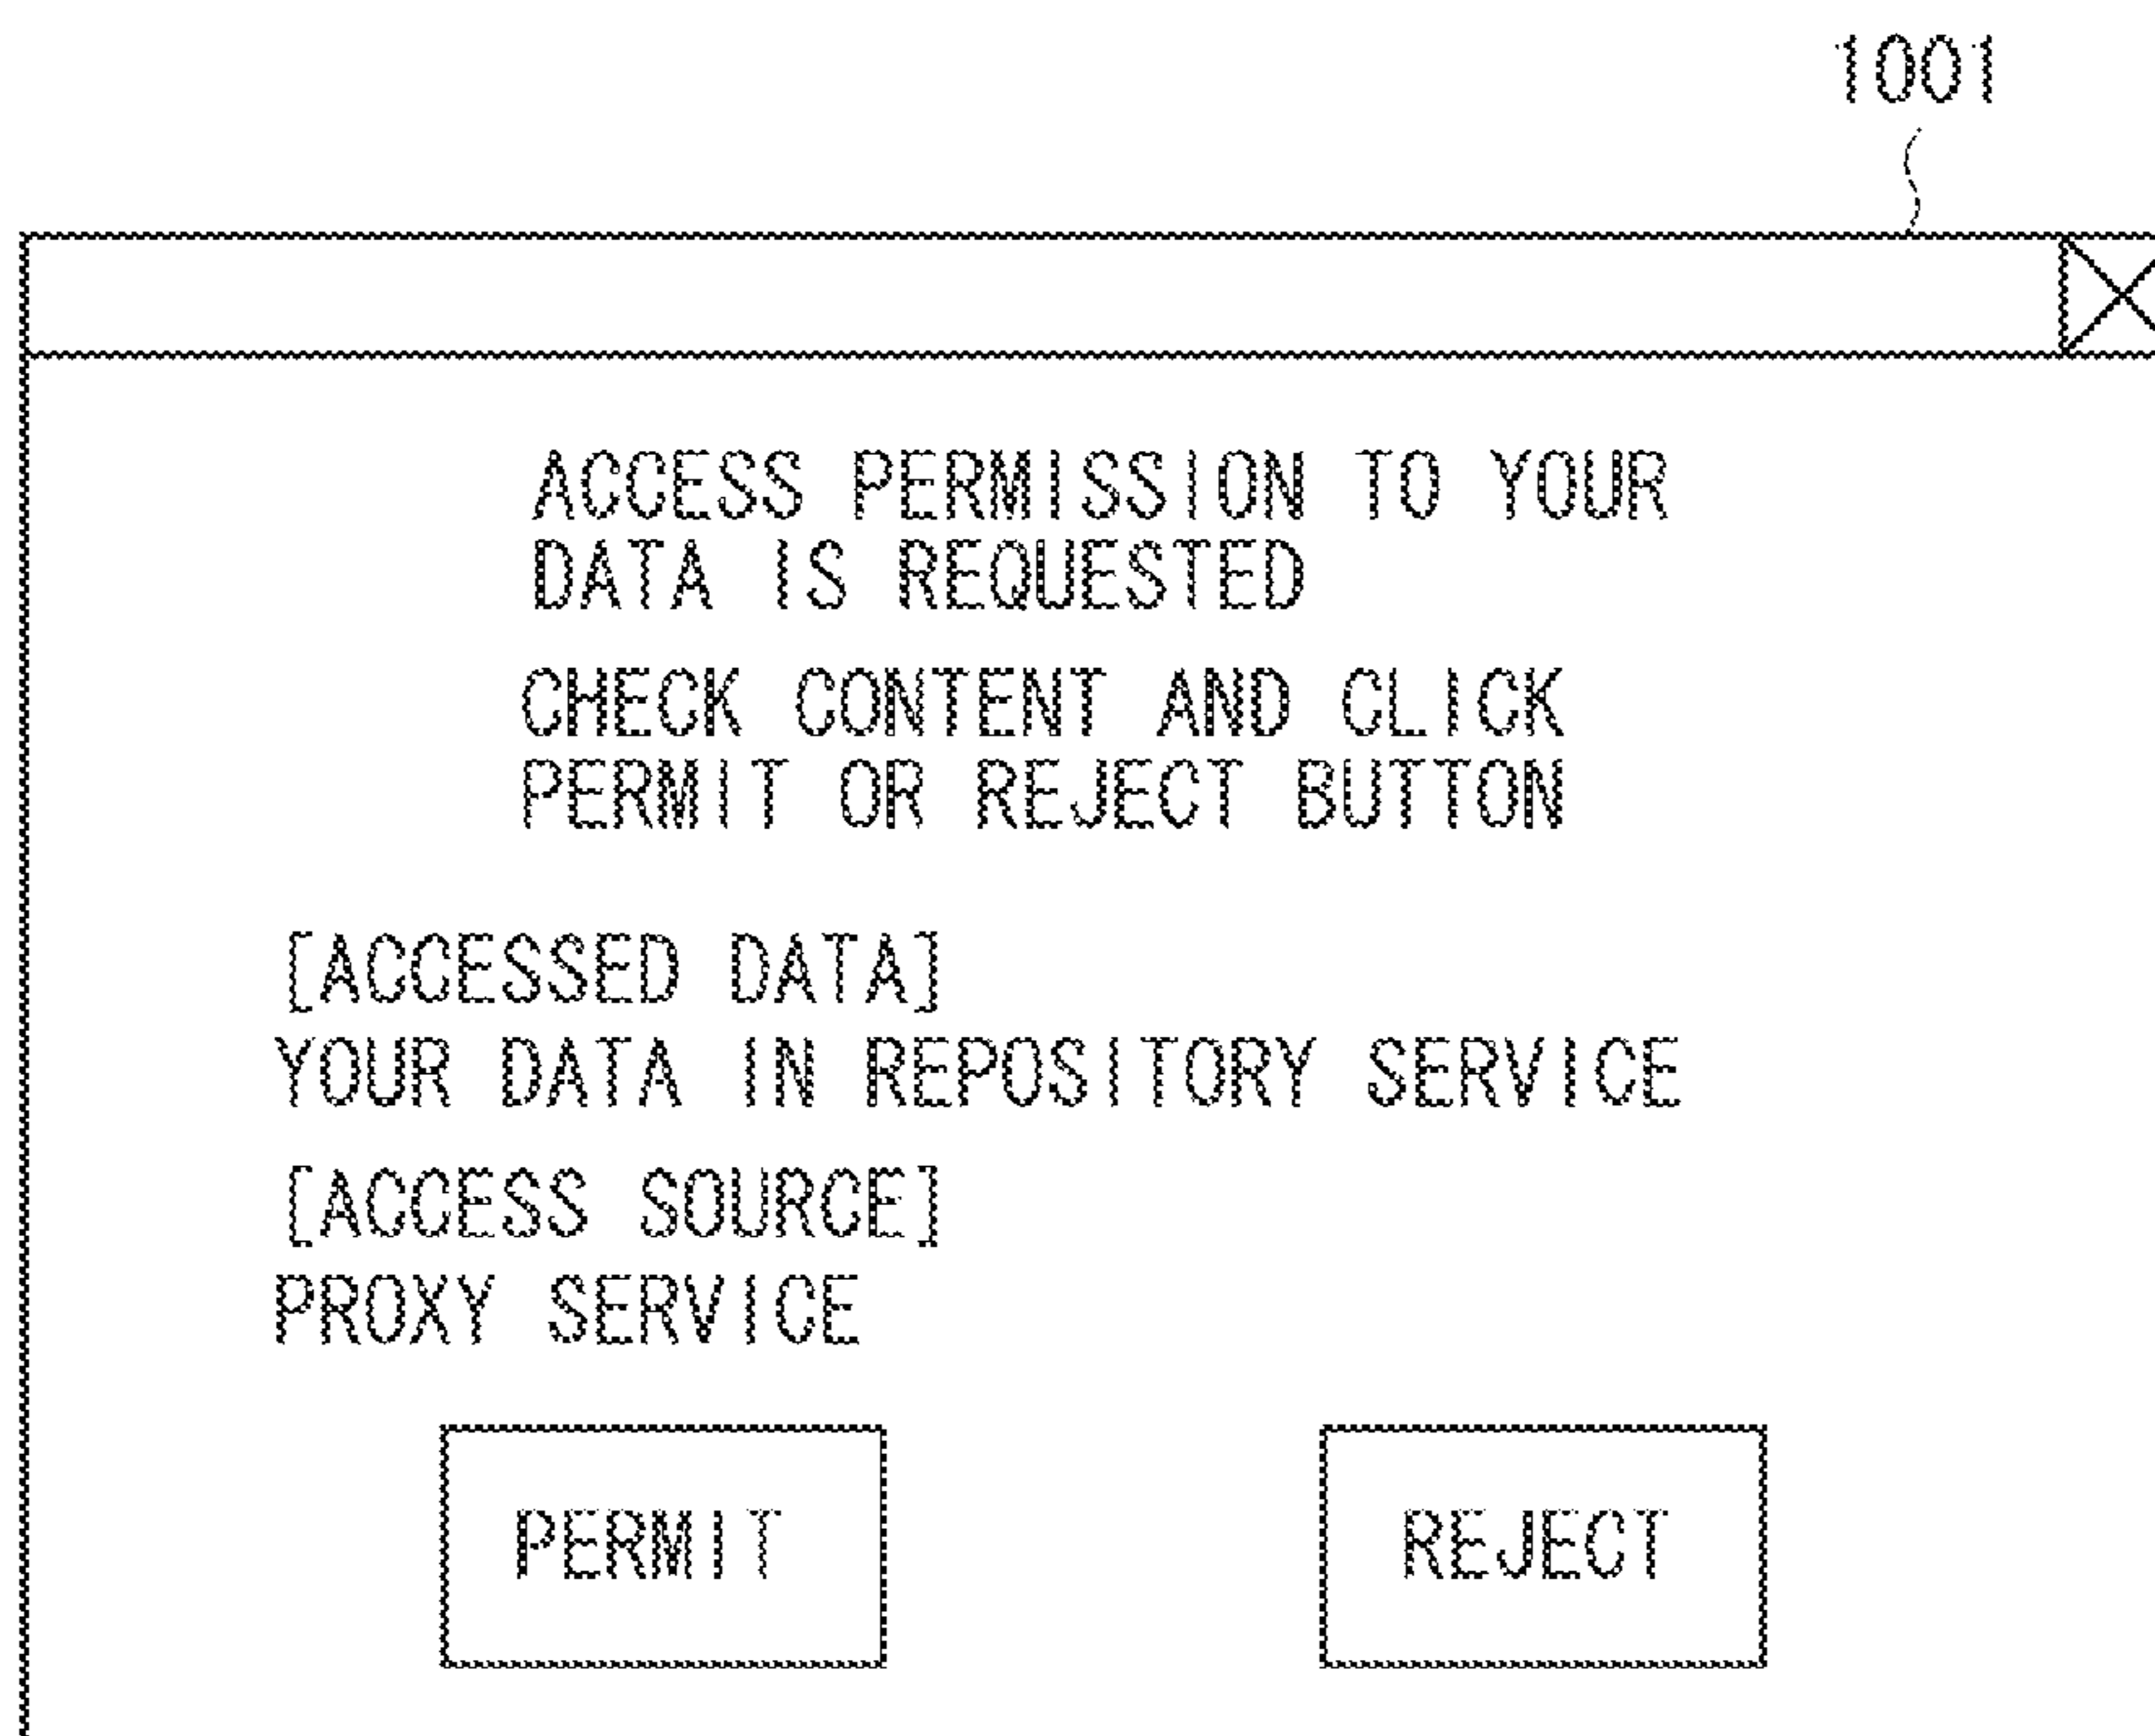 1001
ACCESS PERMISSION TO YOUR
DATA IS REQUESTED
CHECK CONTENT AND CLICK
PERMIT OR REJECT BUTTON
[ACCESSED DATA]
YOUR DATA IN REPOSITORY SERVICE
[ACCESS SOURCE]
PROXY SERVICE
PERMIT
REJECT